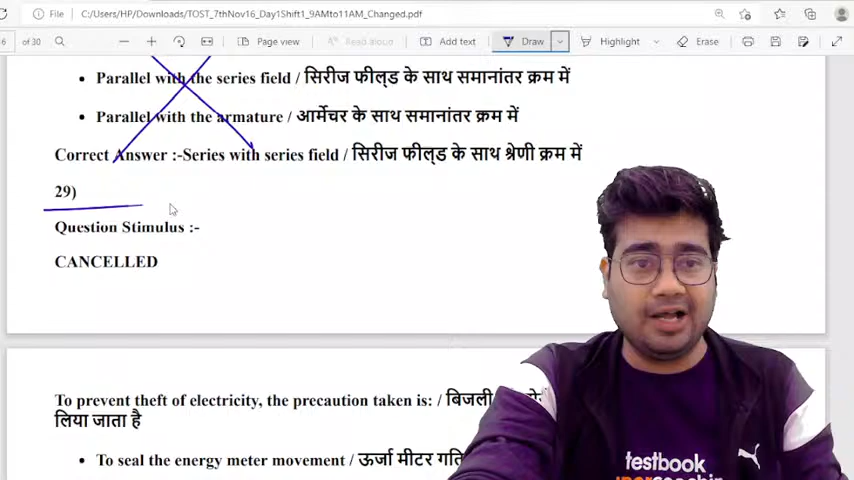 C:/Users/HP/Downloads/TOST_7thNov16_Day1Shift1_9AMto11AM_Changed.pdf
6 of 30 Page view Read aloud Add text Draw Highlight Erase
• Parallel with the series field / सिरीज फील्ड के साथ समानांतर क्रम में
• Parallel with the armature / आर्मेचर के साथ समानांतर क्रम में
Correct Answer :-Series with series field / सिरीज फील्ड के साथ श्रेणी क्रम में
29)
Question Stimulus :-
CANCELLED
To prevent theft of electricity, the precaution taken is: / बिजली
लिया जाता है
• To seal the energy meter movement / ऊर्जा मीटर
testbook